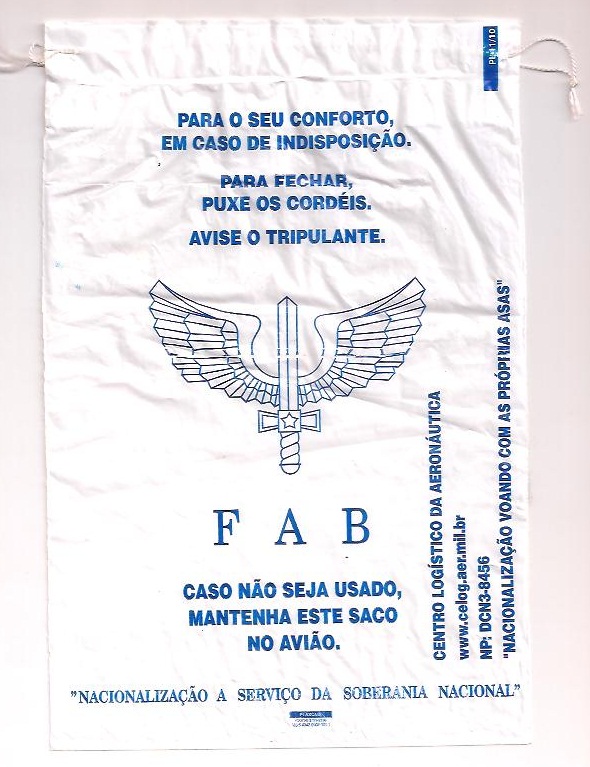 PARA O SEU CONFORTO,
EM CASO DE INDISPOSIÇÃO.
PARA FECHAR,
PUXE OS CORDÉIS.
AVISE O TRIPULANTE.
F A B
CASO NÃO SEJA USADO,
MANTENHA ESTE SACO
NO AVIÃO.
"NACIONALIZAÇÃO A SERVIÇO DA SOBERANIA NACIONAL"
CENTRO LOGÍSTICO DA AERONÁUTICA
www.celog.aer.mil.br
NP: DCN3-8456
"NACIONALIZAÇÃO VOANDO COM AS PRÓPRIAS ASAS"